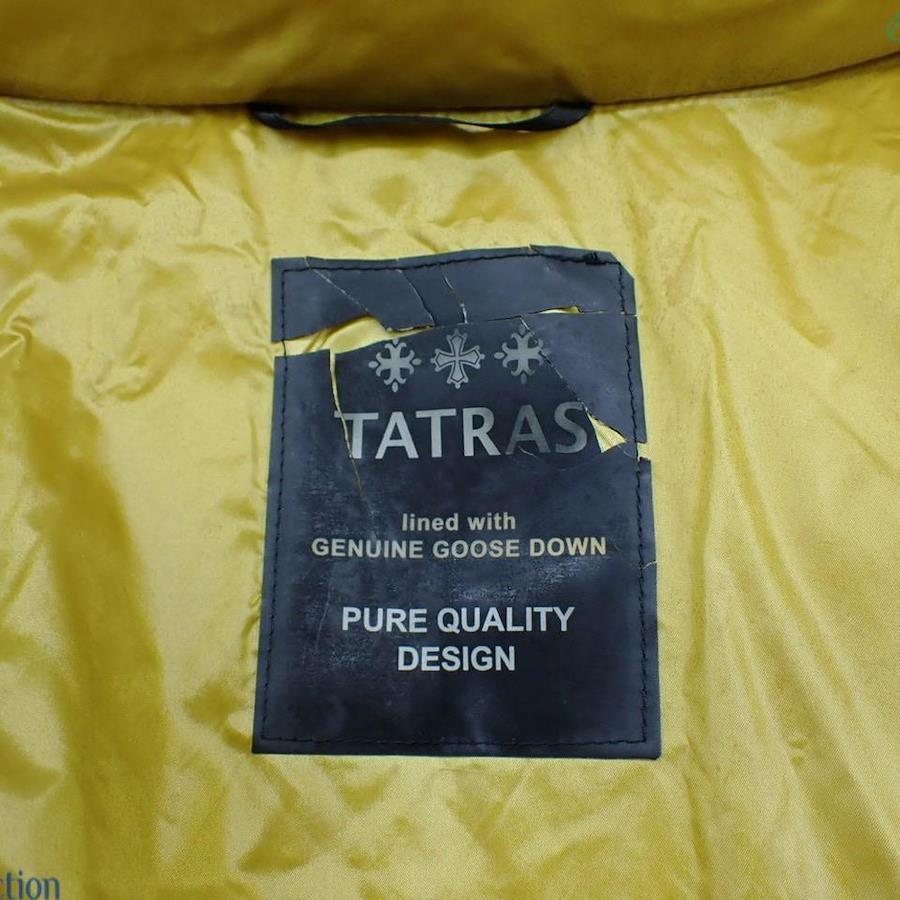 TATRAS
lined with
GENUINE GOOSE DOWN
PURE QUALITY
DESIGN